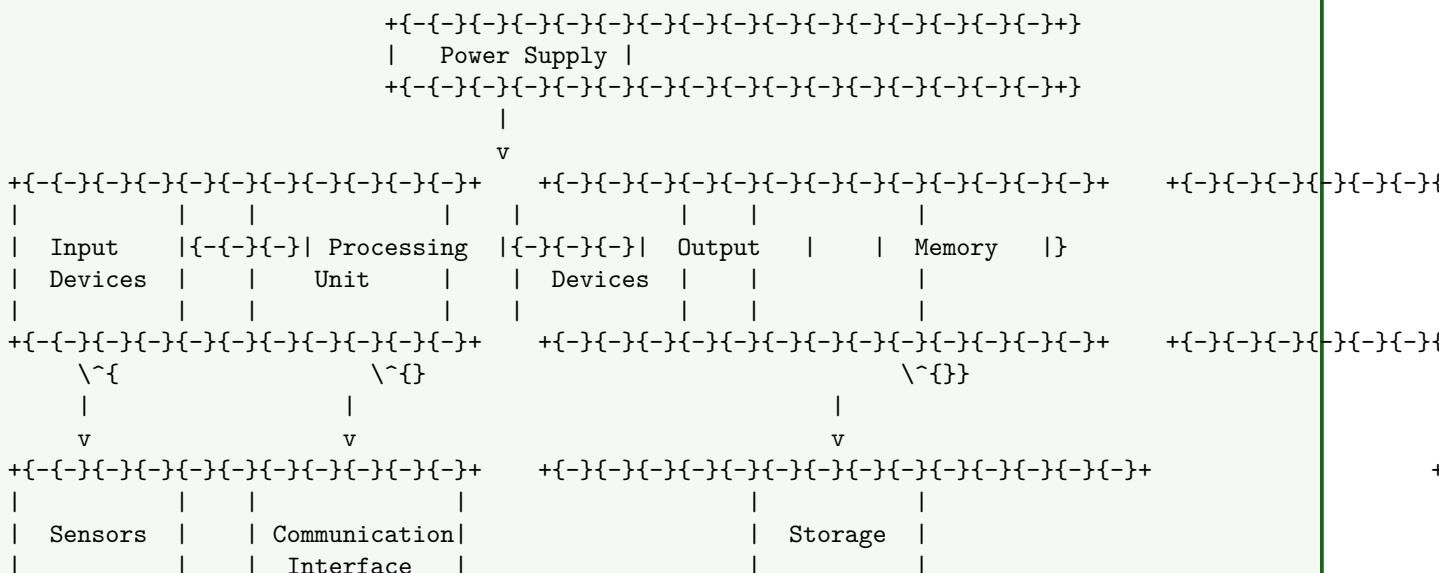 +{-{-}{-}{-}{-}{-}{-}{-}{-}{-}{-}{-}{-}{-}{-}+}
|   Power Supply |
+{-{-}{-}{-}{-}{-}{-}{-}{-}{-}{-}{-}{-}{-}{-}+}
|
v
+{-{-}{-}{-}{-}{-}{-}{-}{-}{-}+    +{-}{-}{-}{-}{-}{-}{-}{-}{-}{-}{-}{-}{-}+    +{-}{-}{-}{-}{-}{-}{
|           |    |             |    |           |    |           |
|  Input    |{-{-}{-}| Processing  |{-}{-}{-}|  Output   |    |  Memory   |}
|  Devices  |    |    Unit     |    |  Devices  |    |           |
|           |    |             |    |           |    |           |
+{-{-}{-}{-}{-}{-}{-}{-}{-}{-}+    +{-}{-}{-}{-}{-}{-}{-}{-}{-}{-}{-}{-}{-}+    +{-}{-}{-}{-}{-}{-}{
\^{                  \^{}                                  \^{}}
|                  |                                  |
v                  v                                  v
+{-{-}{-}{-}{-}{-}{-}{-}{-}{-}+    +{-}{-}{-}{-}{-}{-}{-}{-}{-}{-}{-}{-}{-}{-}+                    +
|           |    |              |                    |           |
|  Sensors  |    | Communication|                    |  Storage  |
|           |    |  Interface   |                    |           |